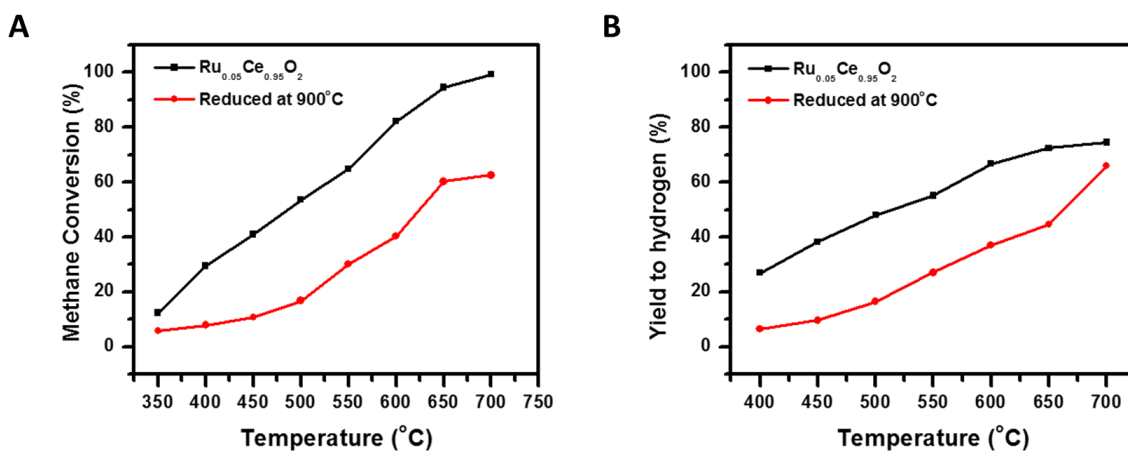 A
Methane Conversion (%)
100
80
60
40
20
0
Ru0.05Ce0.95O2
Reduced at 900°C
350 400 450 500 550 600 650 700 750
Temperature (°C)
B
Yield to hydrogen (%)
100
80
60
40
20
0
Ru0.05Ce0.95O2
Reduced at 900°C
400 450 500 550 600 650 700
Temperature (°C)